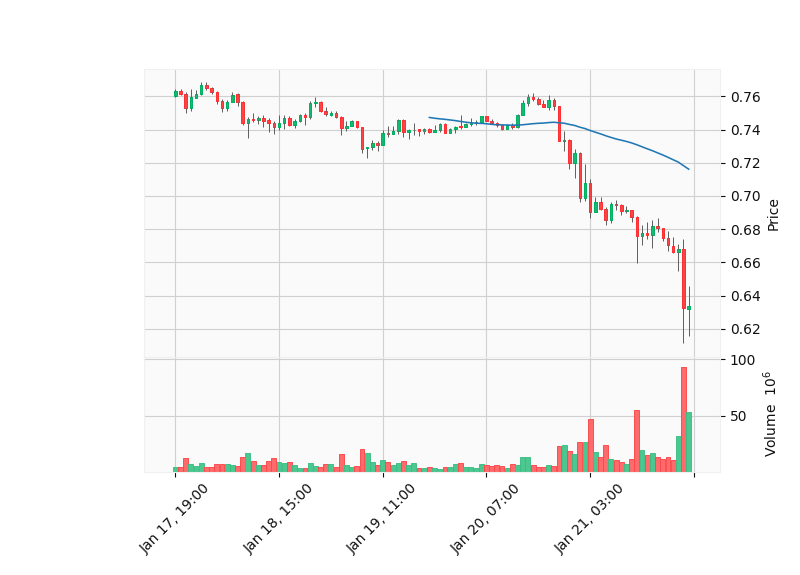 0.76
0.74
0.72
0.70
0.68
0.66
0.64
0.62
Price
100
50
Volume 10⁶
Jan 17, 19:00
Jan 18, 15:00
Jan 19, 11:00
Jan 20, 07:00
Jan 21, 03:00